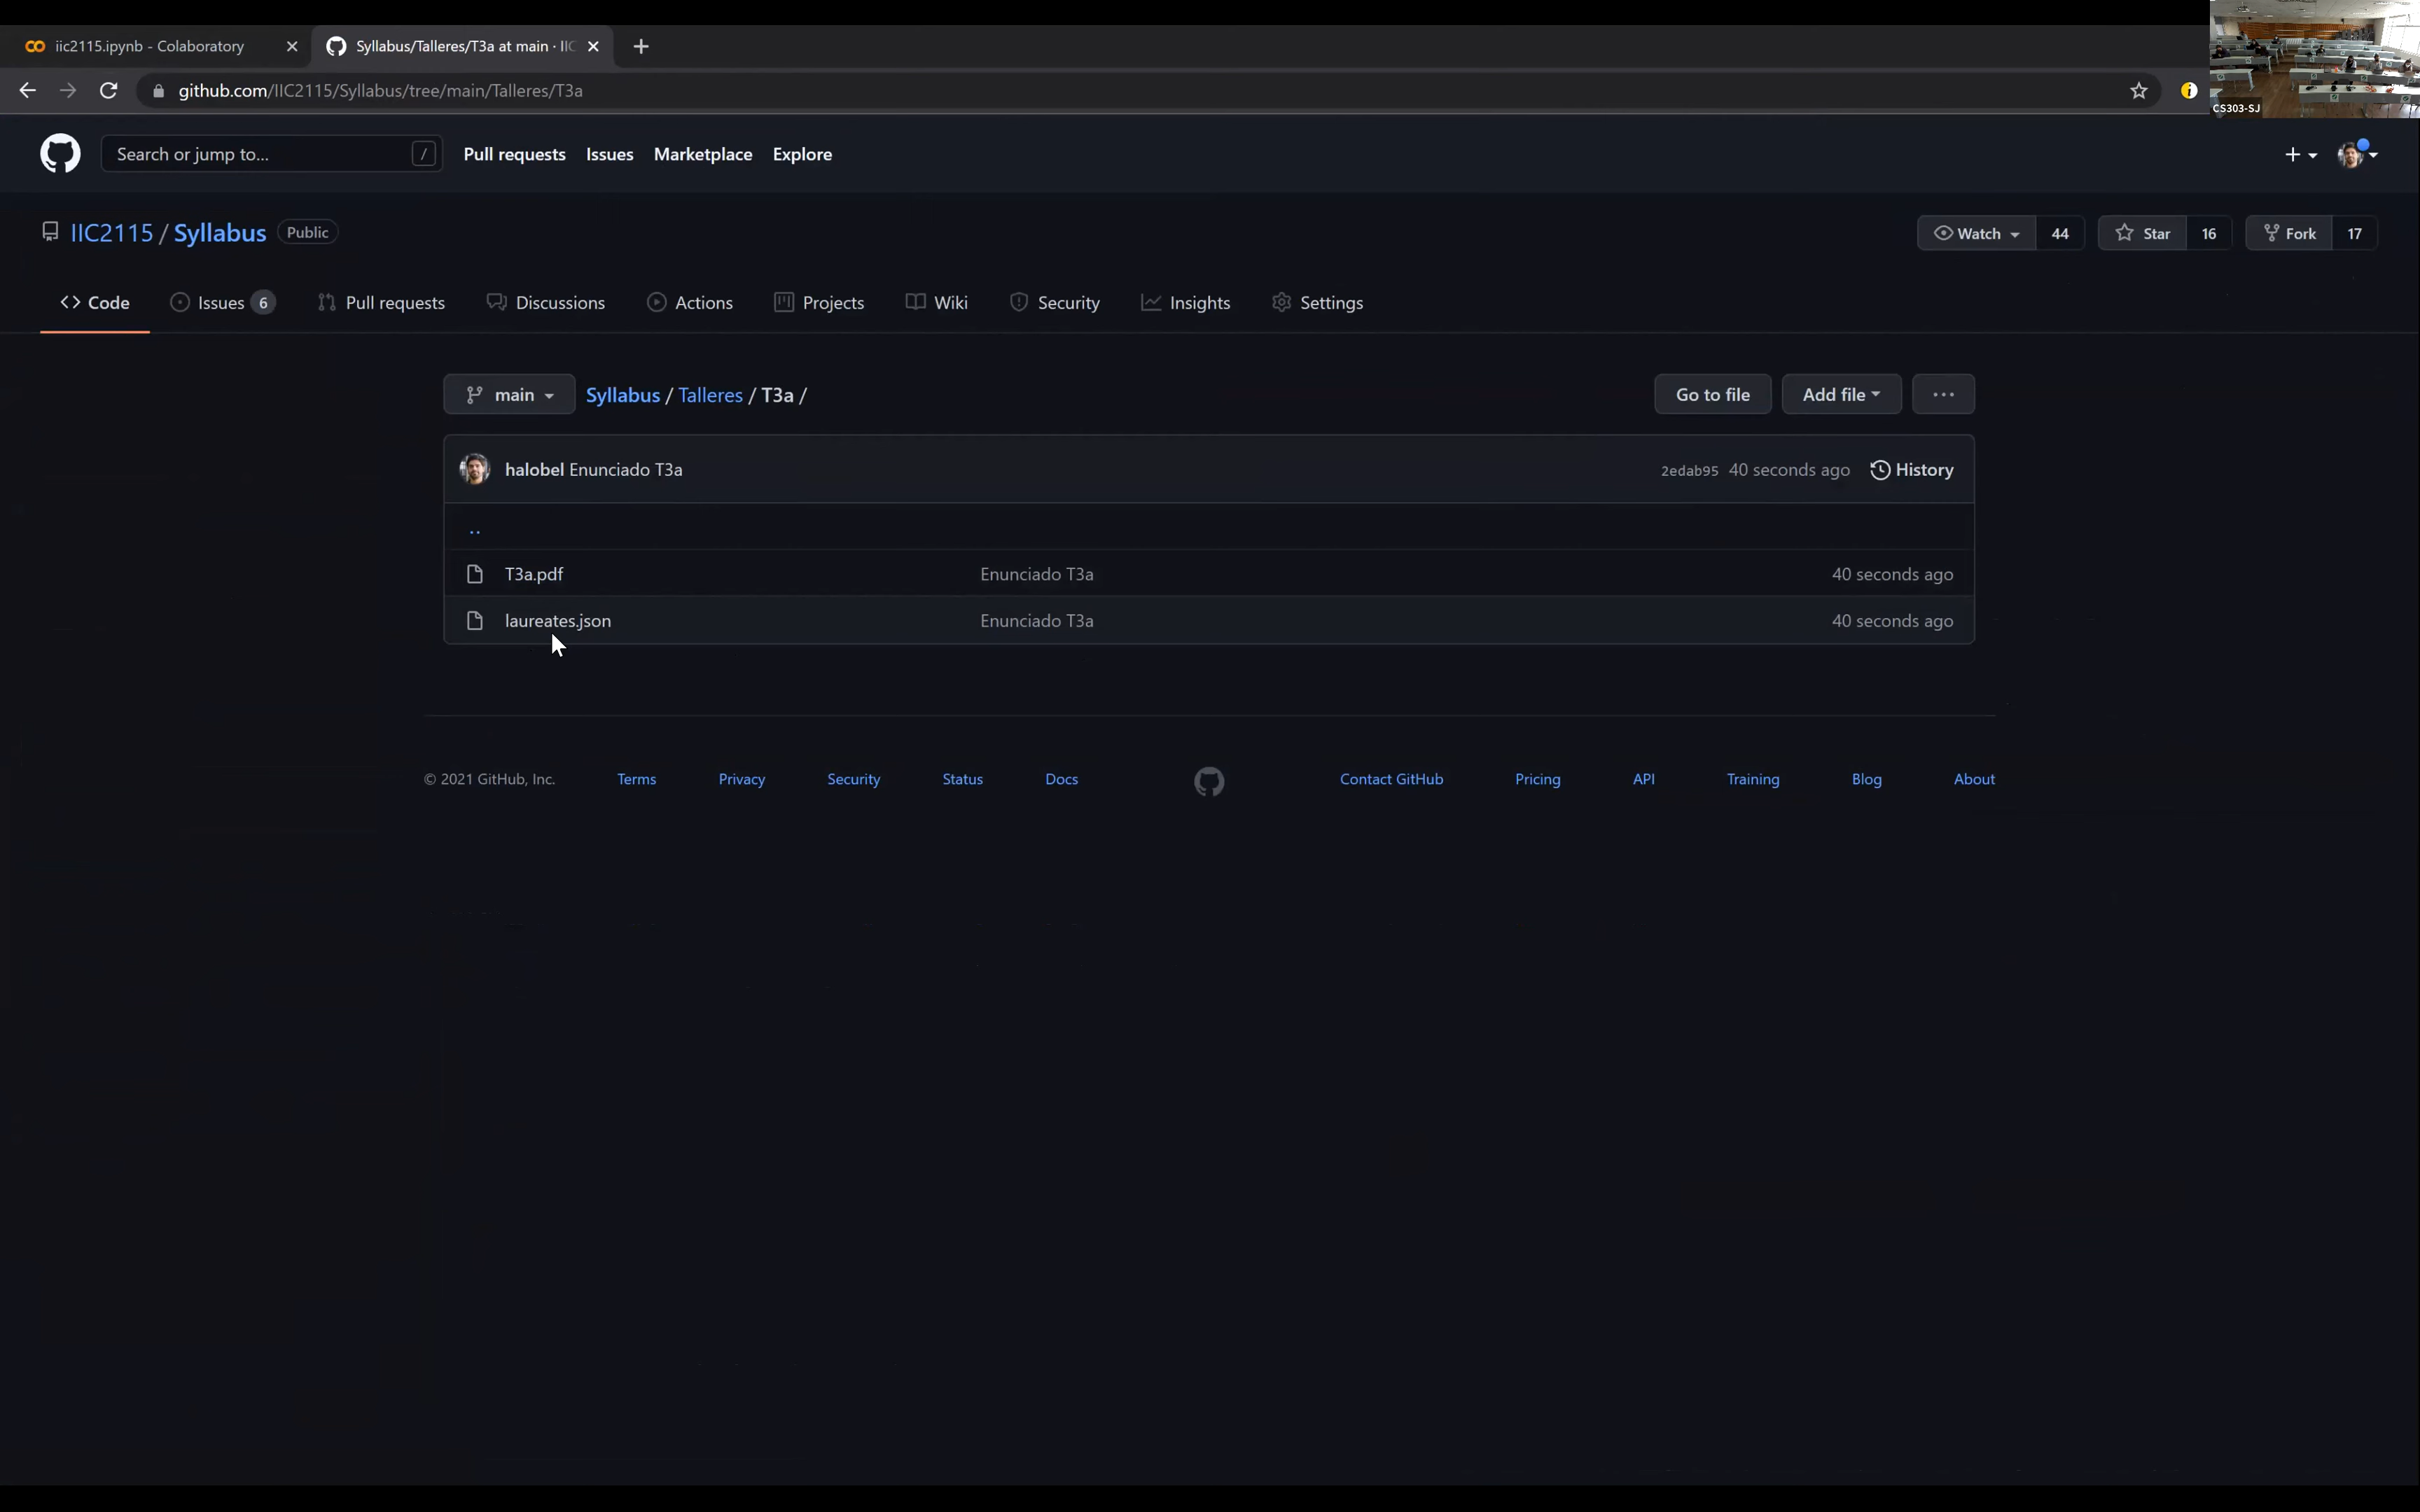 iic2115.ipynb - Colaboratory
Syllabus/Talleres/T3a at main · IIC
github.com/IIC2115/Syllabus/tree/main/Talleres/T3a
CS303-SJ
Search or jump to... /
Pull requests Issues Marketplace Explore
IIC2115 / Syllabus Public
Watch 44 Star 16 Fork 17
Code Issues 6 Pull requests Discussions Actions Projects Wiki Security Insights Settings
main Syllabus / Talleres / T3a / Go to file Add file ...
halobel Enunciado T3a 2edab95 40 seconds ago History
..
T3a.pdf Enunciado T3a 40 seconds ago
laureates.json Enunciado T3a 40 seconds ago
© 2021 GitHub, Inc. Terms Privacy Security Status Docs Contact GitHub Pricing API Training Blog About